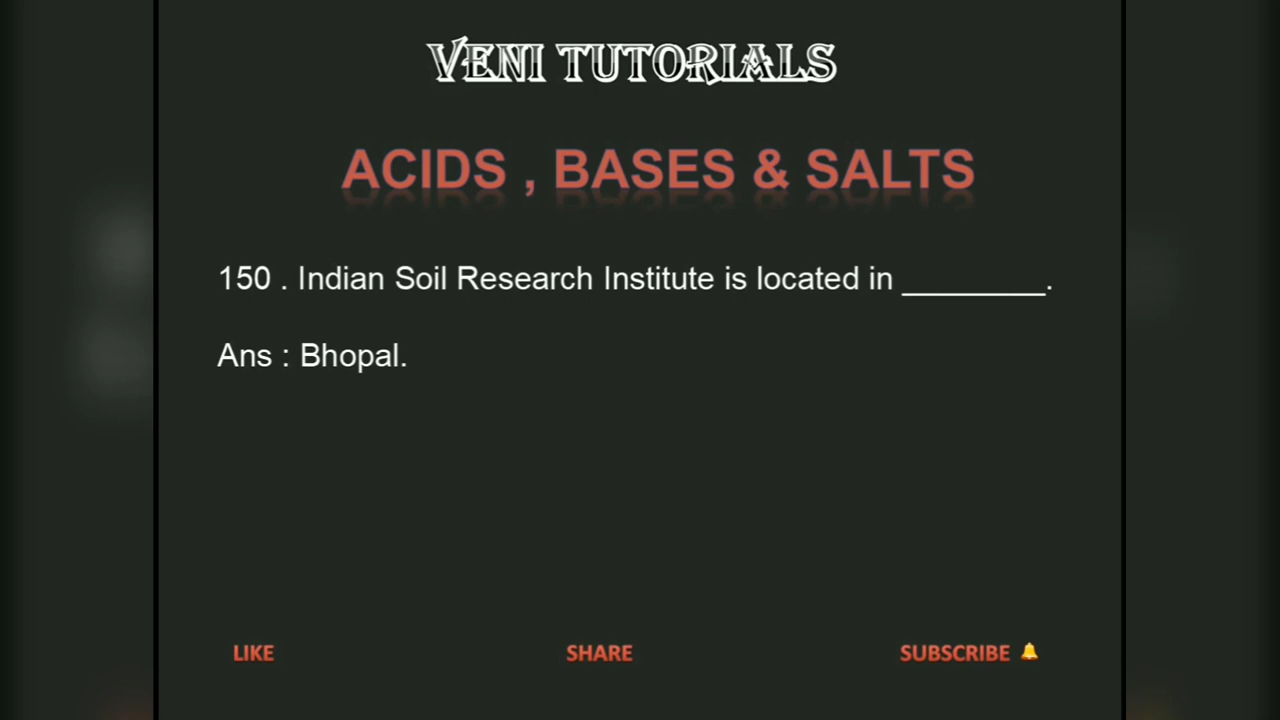 VENI TUTORIALS
ACIDS , BASES & SALTS
150 . Indian Soil Research Institute is located in ________.
Ans : Bhopal.
LIKE SHARE SUBSCRIBE 🔔